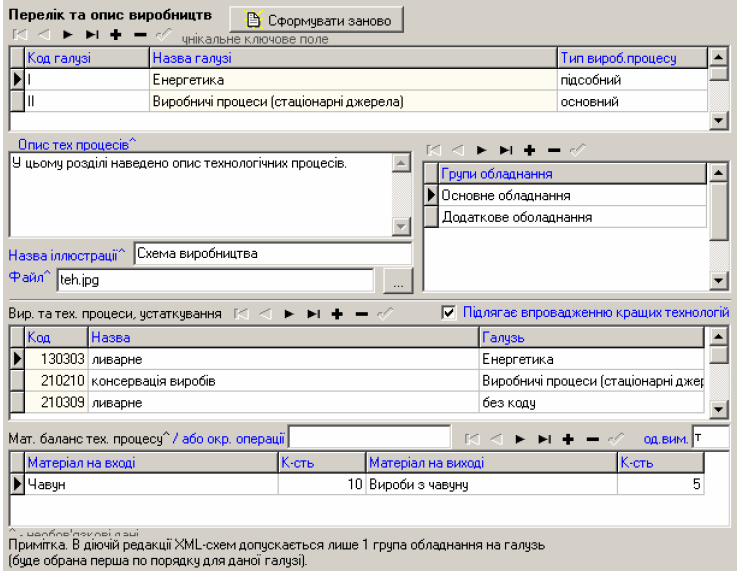 Перелік та опис виробництв
Сформувати заново
унікальне ключове поле
Код галузі Назва галузі Тип вироб.процесу
I Енергетика підсобний
II Виробничі процеси (стаціонарні джерела) основний
Опис тех процесів^
У цьому розділі наведено опис технологічних процесів.
Групи обладнання
Основне обладнання
Додаткове оболаднання
Назва іллюстрації^ Схема виробництва
Файл^ teh.jpg ...
Вир. та тех. процеси, устаткування Підлягає впровадженню кращих технологій
Код Назва Галузь
130303 ливарне Енергетика
210210 консервація виробів Виробничі процеси (стаціонарні джер
210309 ливарне без коду
Мат. баланс тех. процесу^ / або окр. операції од.вим. т
Матеріал на вході К-сть Матеріал на виході К-сть
Чавун 10 Вироби з чавуну 5
^ - необов'язкові дані
Примітка. В діючій редакції XML-схем допускається лише 1 група обладнання на галузь
(буде обрана перша по порядку для даної галузі).